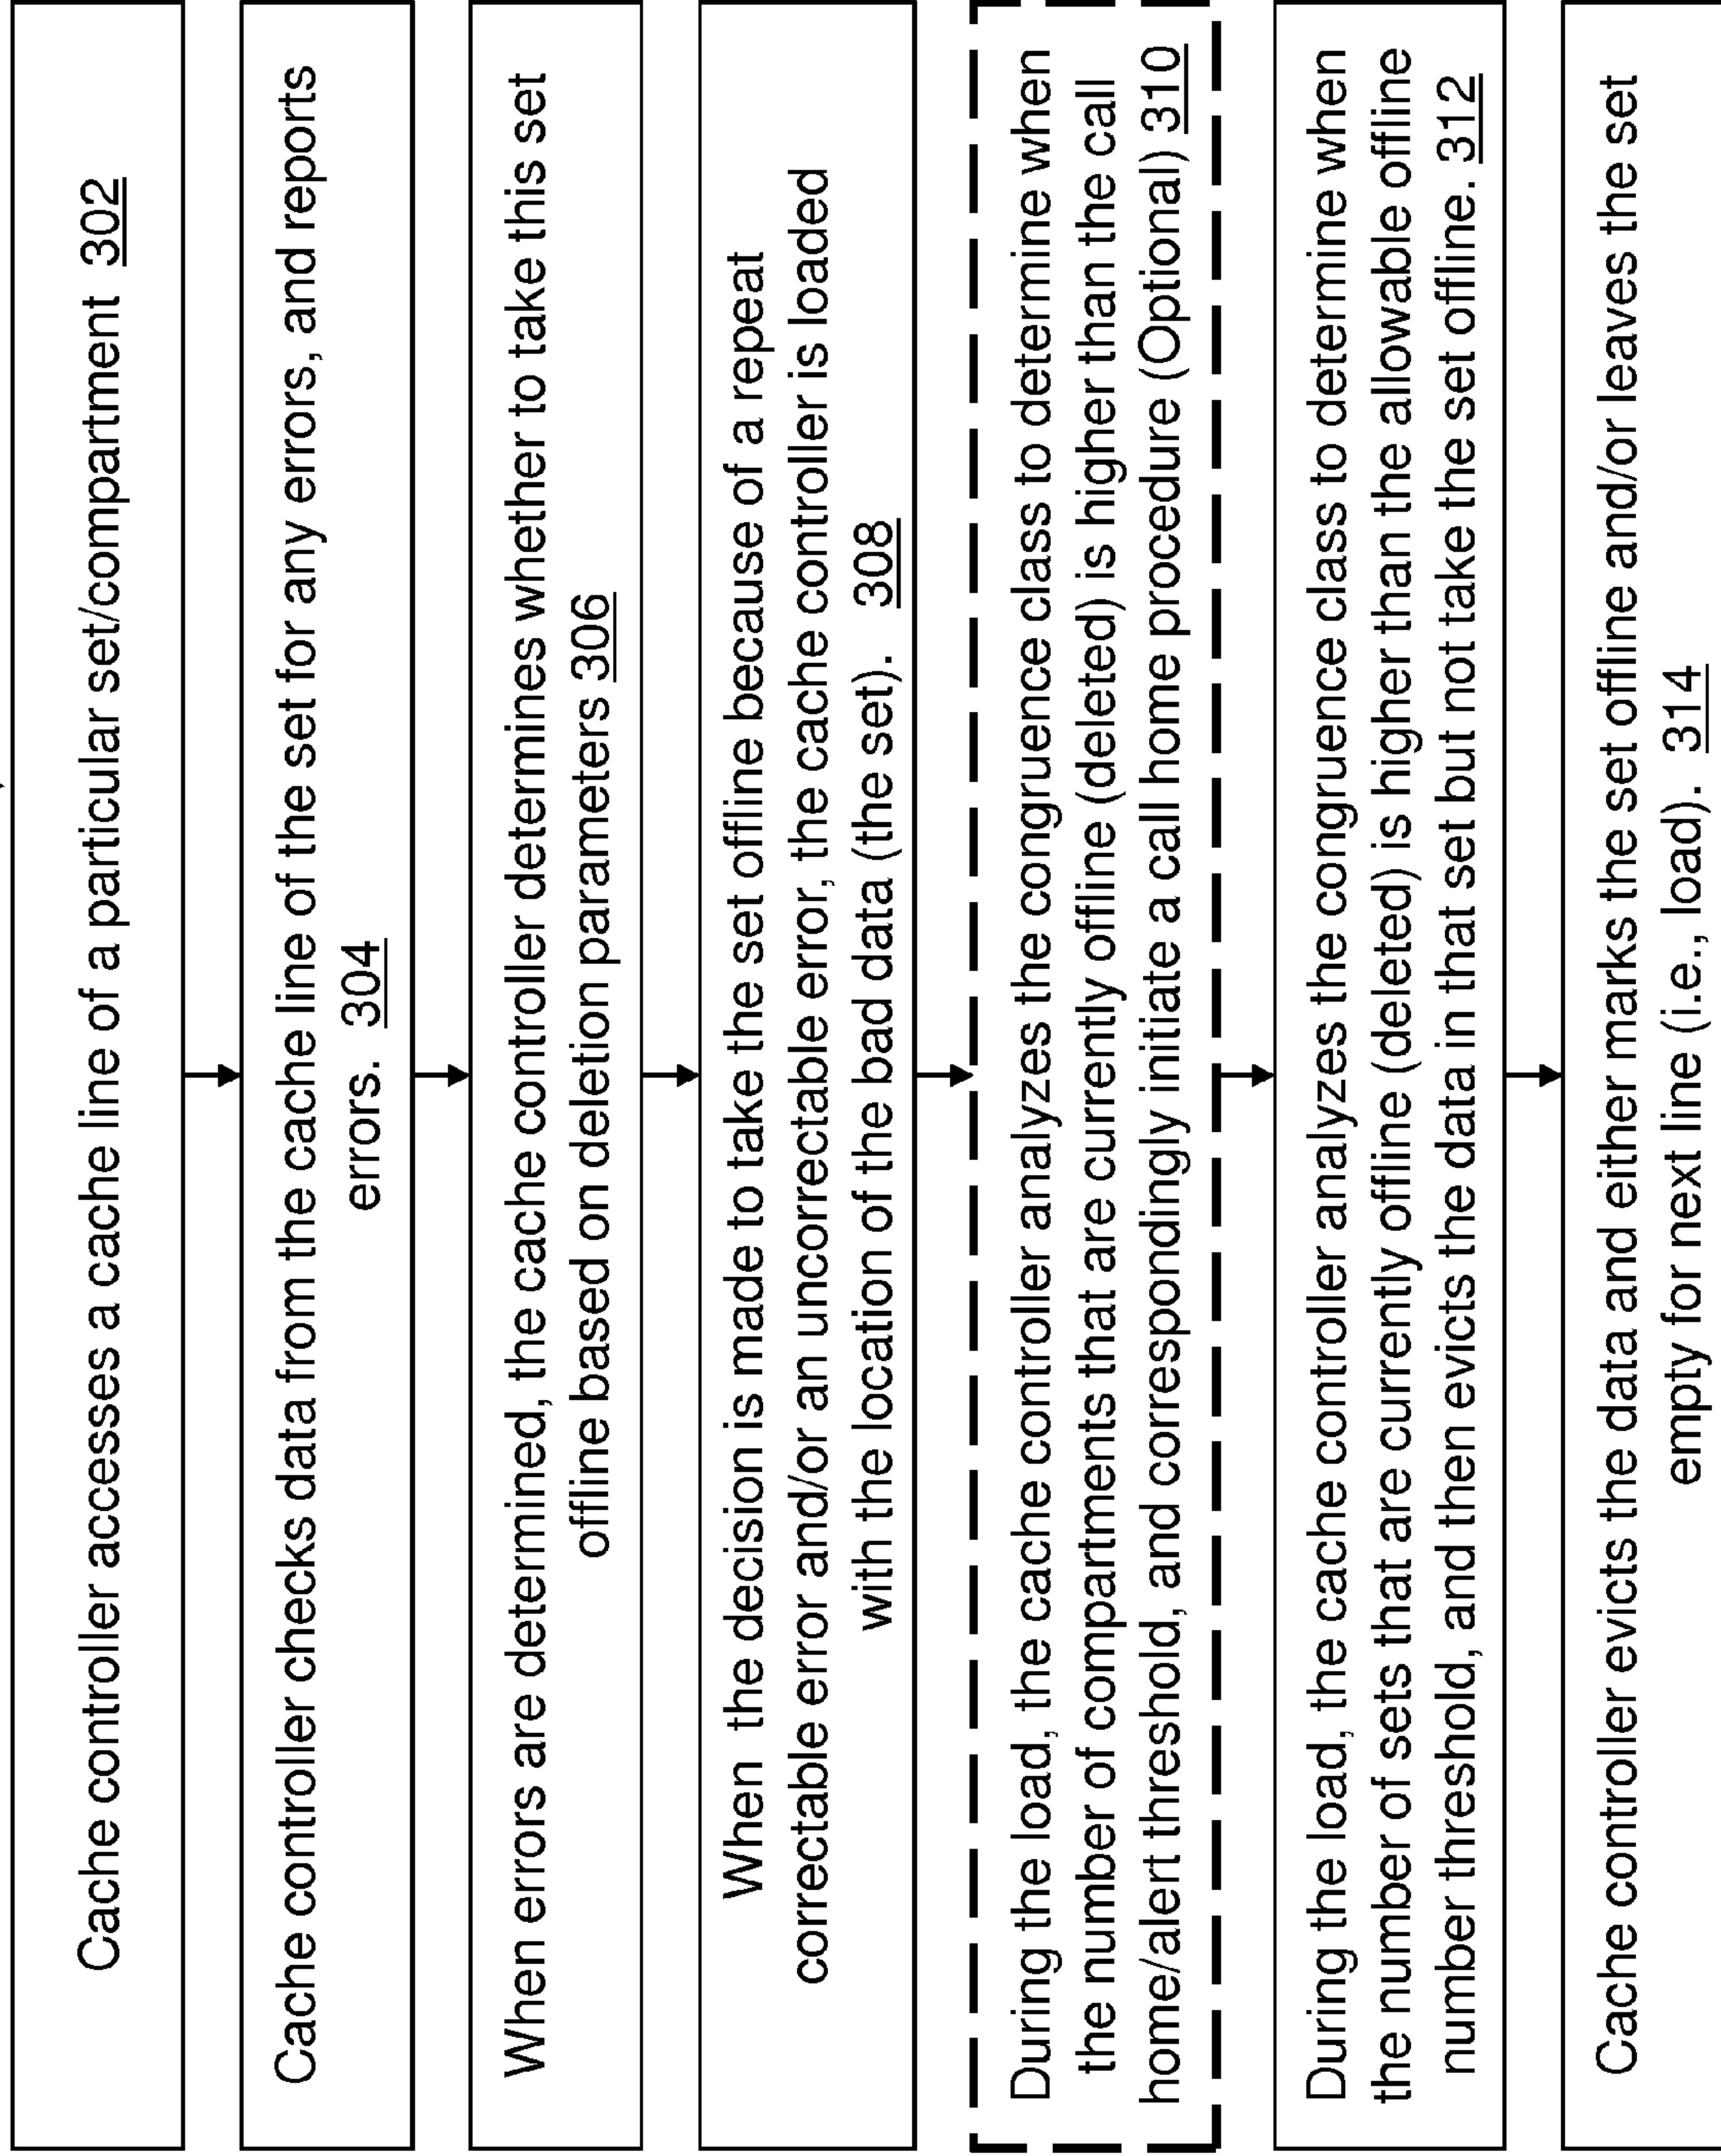 Cache controller accesses a cache line of a particular set/compartment 302
Cache controller checks data from the cache line of the set for any errors, and reports
errors. 304
When errors are determined, the cache controller determines whether to take this set
offline based on deletion parameters 306
When the decision is made to take the set offline because of a repeat
correctable error and/or an uncorrectable error, the cache controller is loaded
with the location of the bad data (the set). 308
During the load, the cache controller analyzes the congruence class to determine when
the number of compartments that are currently offline (deleted) is higher than the call
home/alert threshold, and correspondingly initiate a call home procedure (Optional) 310
During the load, the cache controller analyzes the congruence class to determine when
the number of sets that are currently offline (deleted) is higher than the allowable offline
number threshold, and then evicts the data in that set but not take the set offline. 312
Cache controller evicts the data and either marks the set offline and/or leaves the set
empty for next line (i.e., load). 314